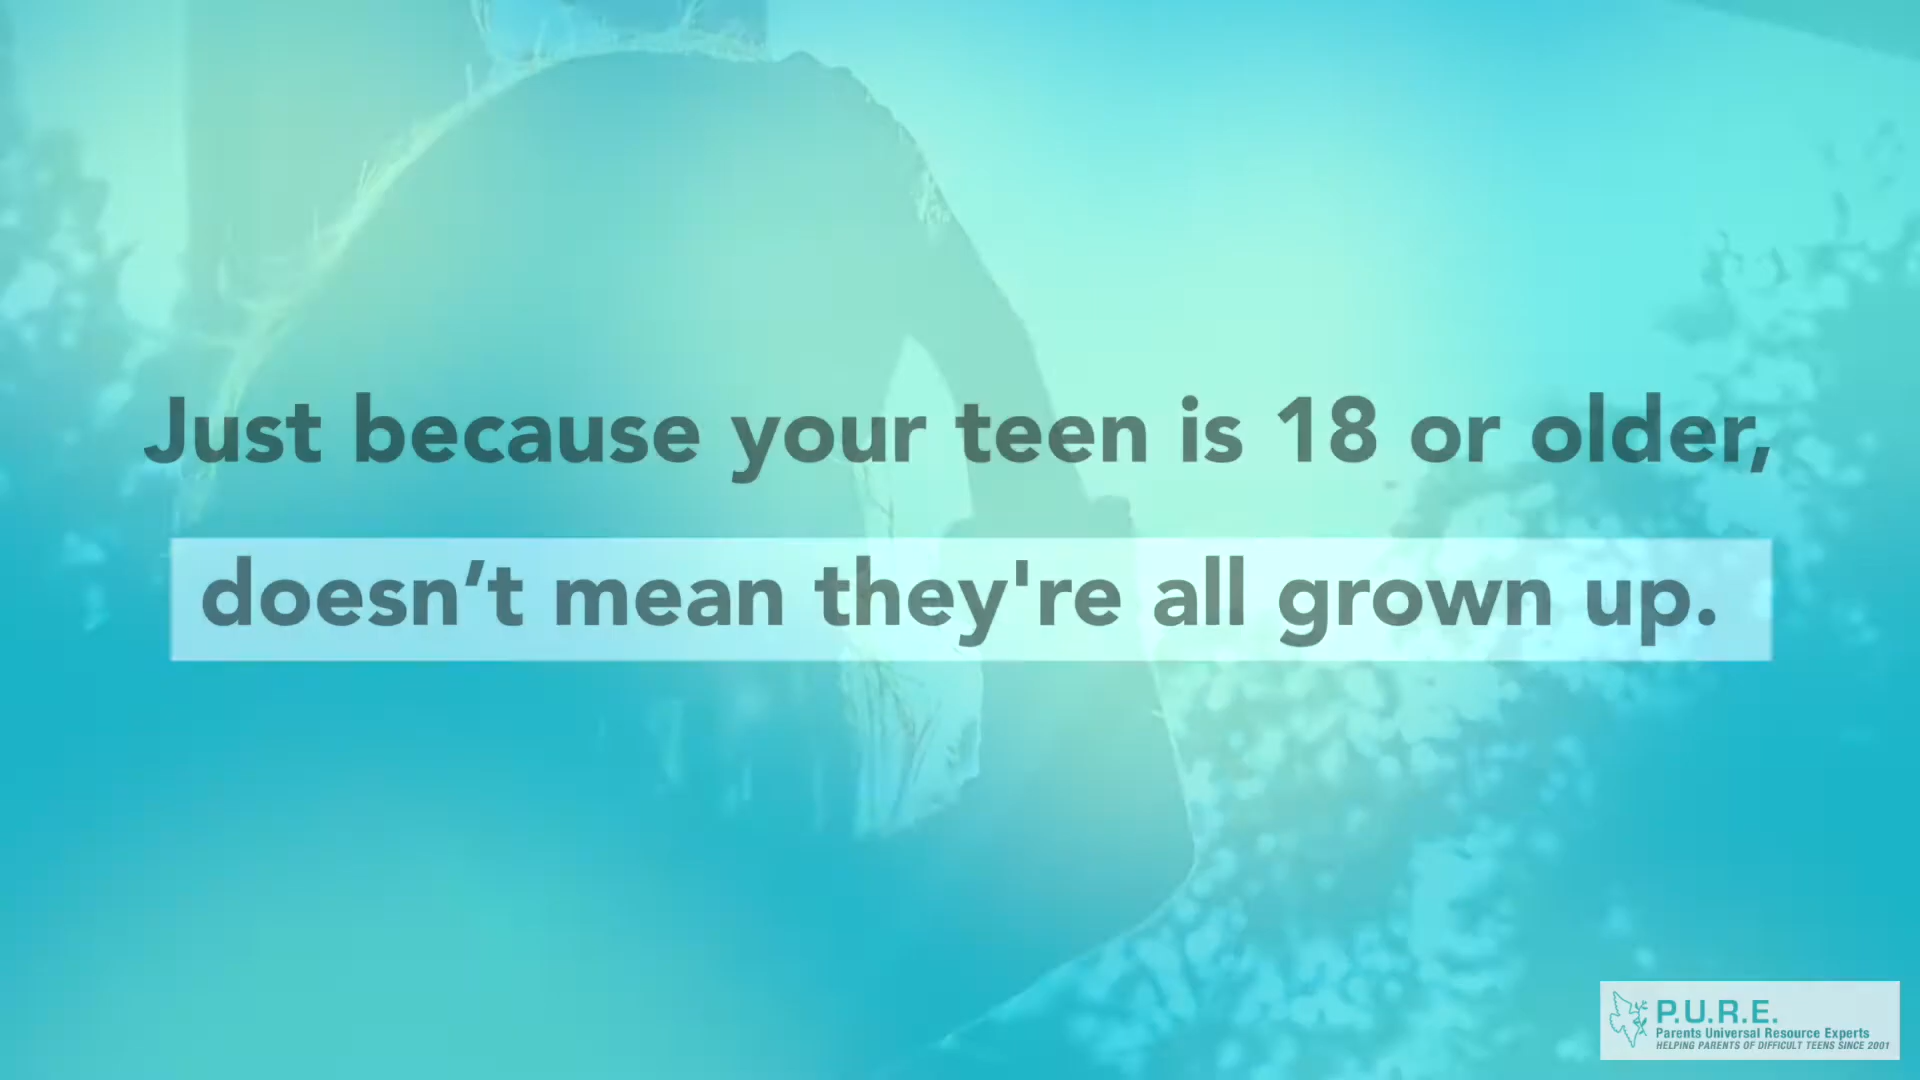 Just because your teen is 18 or older,
doesn’t mean they're all grown up.
P.U.R.E.
Parents Universal Resource Experts
HELPING PARENTS OF DIFFICULT TEENS SINCE 2001